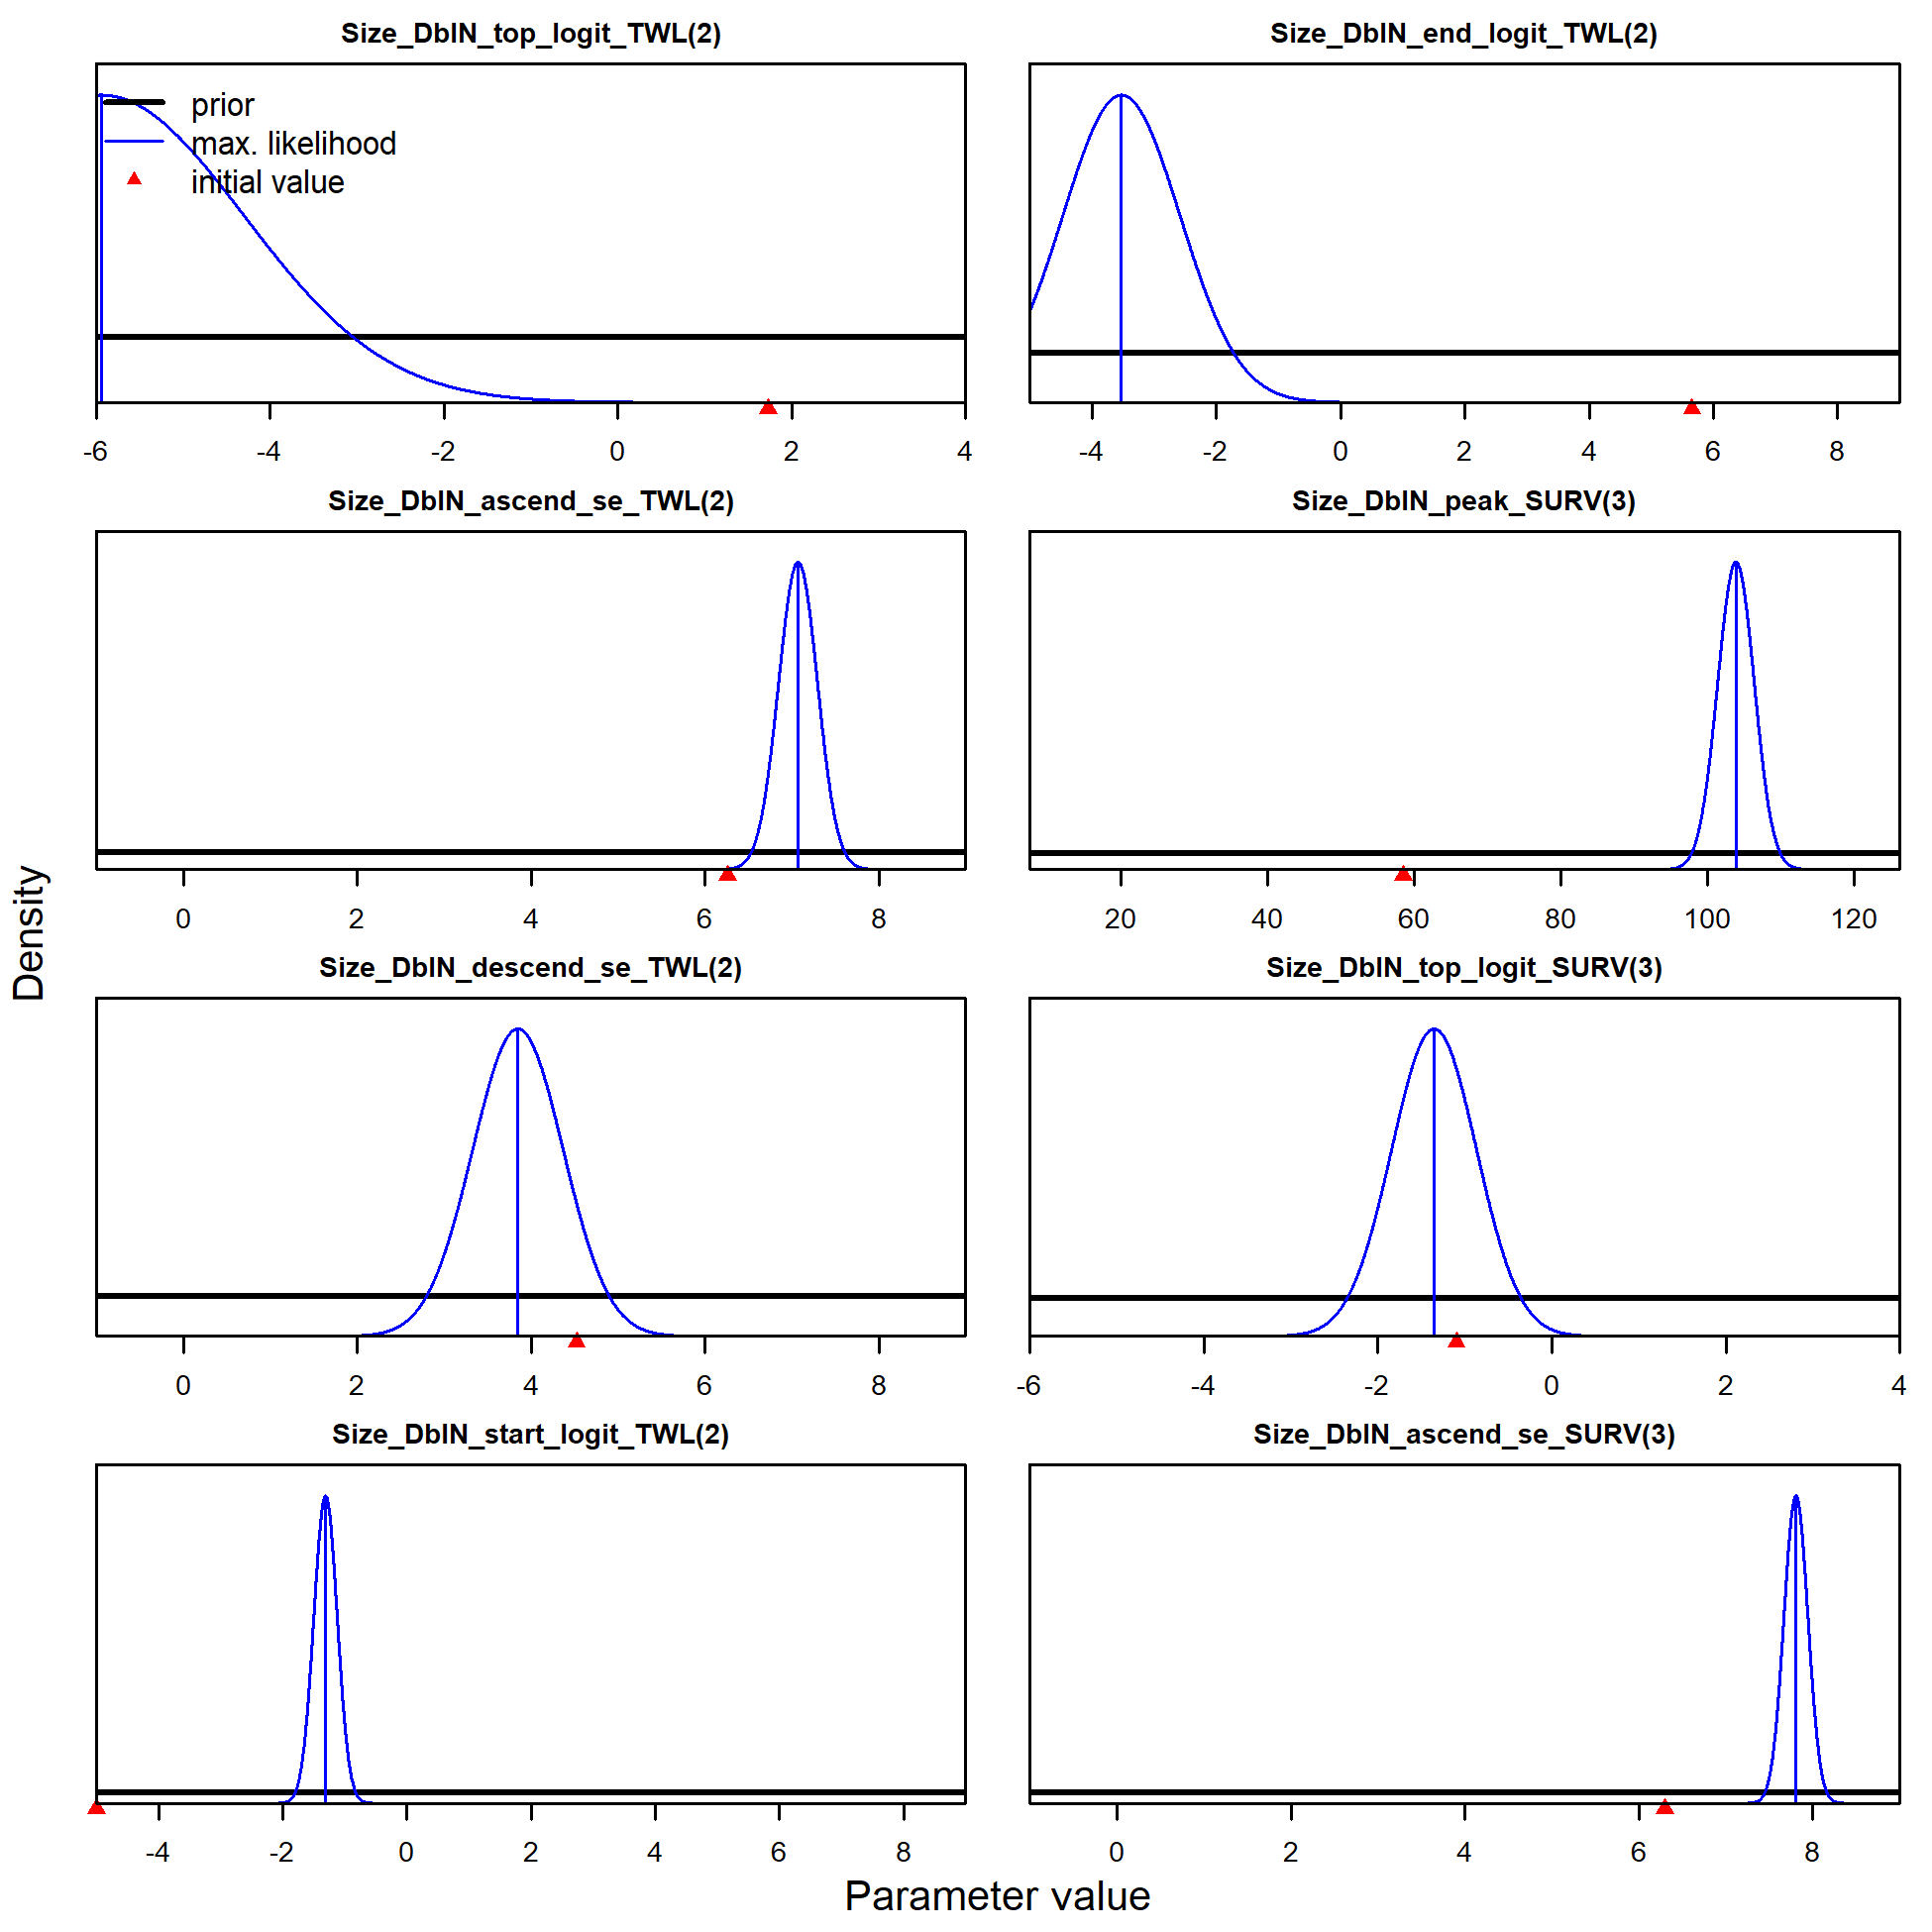 Size_DblN_top_logit_TWL(2)
prior
max. likelihood
initial value
-6 -4 -2 0 2 4
Size_DblN_end_logit_TWL(2)
-4 -2 0 2 4 6 8
Size_DblN_ascend_se_TWL(2)
0 2 4 6 8
Size_DblN_peak_SURV(3)
20 40 60 80 100 120
Size_DblN_descend_se_TWL(2)
0 2 4 6 8
Size_DblN_top_logit_SURV(3)
-6 -4 -2 0 2 4
Size_DblN_start_logit_TWL(2)
-4 -2 0 2 4 6 8
Size_DblN_ascend_se_SURV(3)
0 2 4 6 8
Density
Parameter value